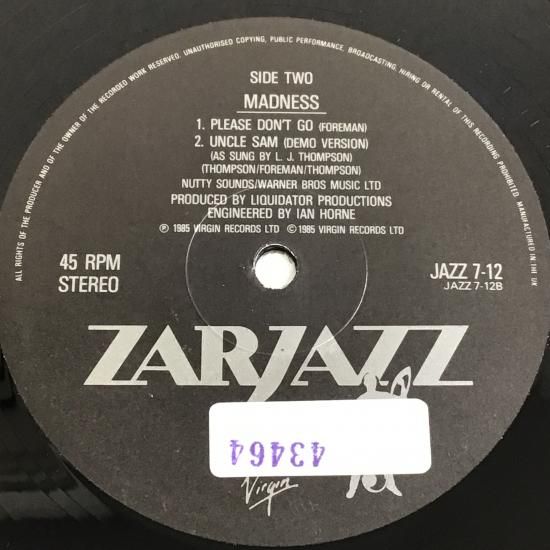 ALL RIGHTS OF THE PRODUCER AND OF THE OWNER OF THE RECORDED WORK RESERVED. UNAUTHORISED COPYING, PUBLIC PERFORMANCE, BROADCASTING, HIRING OR RENTAL OF THIS RECORDING PROHIBITED. MADE IN THE UK
SIDE TWO
MADNESS
1. PLEASE DON'T GO (FOREMAN)
2. UNCLE SAM (DEMO VERSION)
(AS SUNG BY L. J. THOMPSON)
(THOMPSON/FOREMAN/THOMPSON)
NUTTY SOUNDS/WARNER BROS MUSIC LTD
PRODUCED BY LIQUIDATOR PRODUCTIONS
ENGINEERED BY IAN HORNE
℗ 1985 VIRGIN RECORDS LTD © 1985 VIRGIN RECORDS LTD
45 RPM
STEREO
JAZZ 7-12
JAZZ 7-12B
ZARJAZZ
43464
Virgin